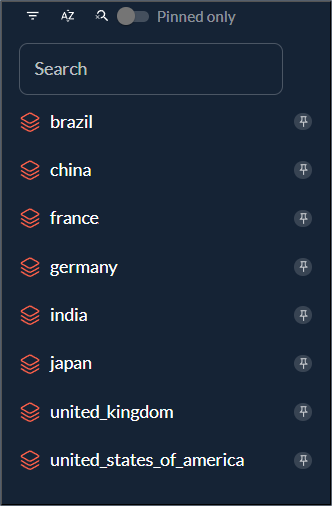 Pinned only
Search
brazil
china
france
germany
india
japan
united_kingdom
united_states_of_america